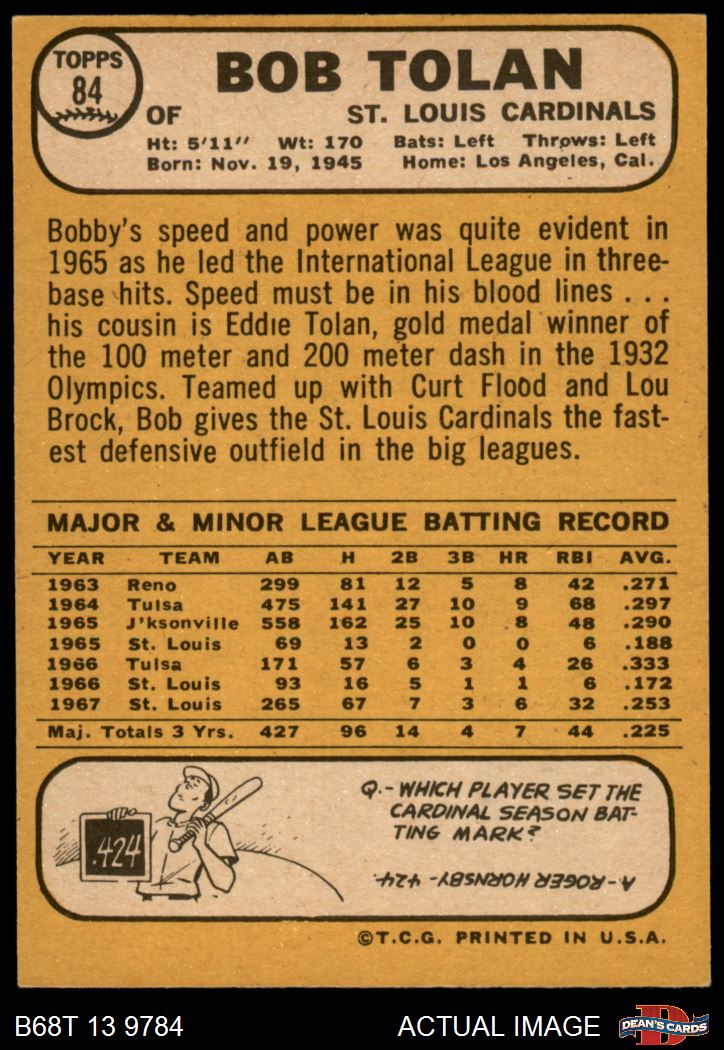 TOPPS
84
BOB TOLAN
OF ST. LOUIS CARDINALS
Ht: 5'11" Wt: 170 Bats: Left Throws: Left
Born: Nov. 19, 1945 Home: Los Angeles, Cal.
Bobby's speed and power was quite evident in
1965 as he led the International League in three-
base hits. Speed must be in his blood lines . . .
his cousin is Eddie Tolan, gold medal winner of
the 100 meter and 200 meter dash in the 1932
Olympics. Teamed up with Curt Flood and Lou
Brock, Bob gives the St. Louis Cardinals the fast-
est defensive outfield in the big leagues.
MAJOR & MINOR LEAGUE BATTING RECORD
YEAR TEAM AB H 2B 3B HR RBI AVG.
1963 Reno 299 81 12 5 8 42 .271
1964 Tulsa 475 141 27 10 9 68 .297
1965 J'ksonville 558 162 25 10 8 48 .290
1965 St. Louis 69 13 2 0 0 6 .188
1966 Tulsa 171 57 6 3 4 26 .333
1966 St. Louis 93 16 5 1 1 6 .172
1967 St. Louis 265 67 7 3 6 32 .253
Maj. Totals 3 Yrs. 427 96 14 4 7 44 .225
.424
Q.- WHICH PLAYER SET THE
CARDINAL SEASON BAT-
TING MARK?
A- ROGER HORNSBY- .424.
©T.C.G. PRINTED IN U.S.A.
B68T 13 9784 ACTUAL IMAGE
D
DEAN'S CARDS